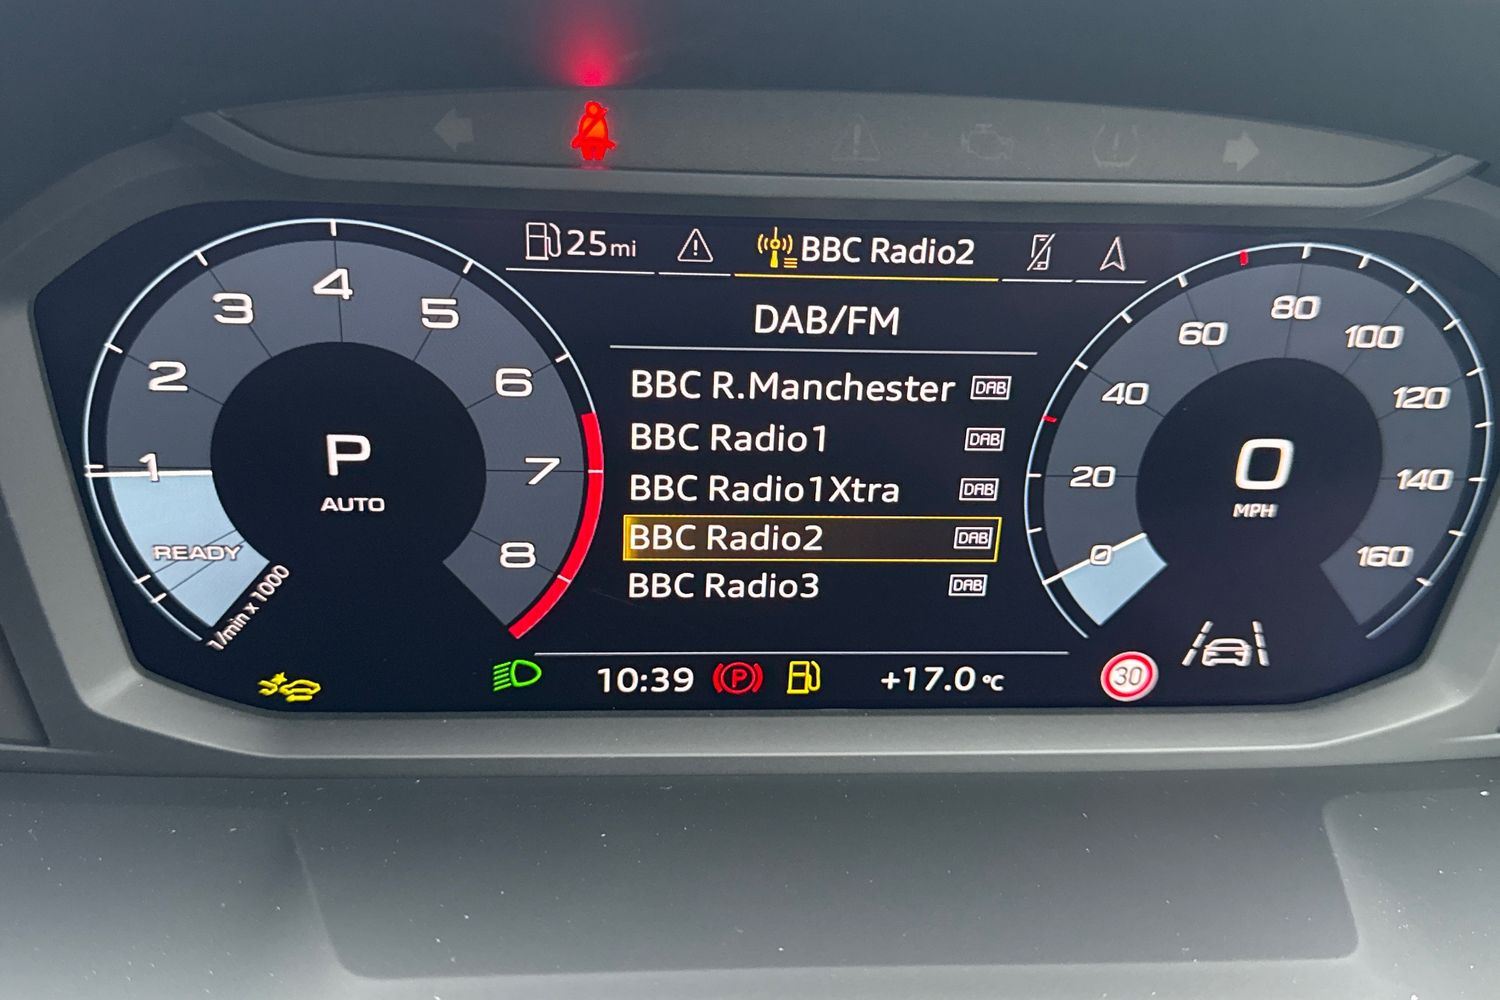 25mi
BBC Radio2
DAB/FM
BBC R.Manchester DAB
BBC Radio1 DAB
BBC Radio1Xtra DAB
BBC Radio2 DAB
BBC Radio3 DAB
1
2
3
4
5
6
7
8
P
AUTO
READY
1/min x 1000
0
20
40
60
80
100
120
140
160
0
MPH
10:39
P
+17.0 °C
30